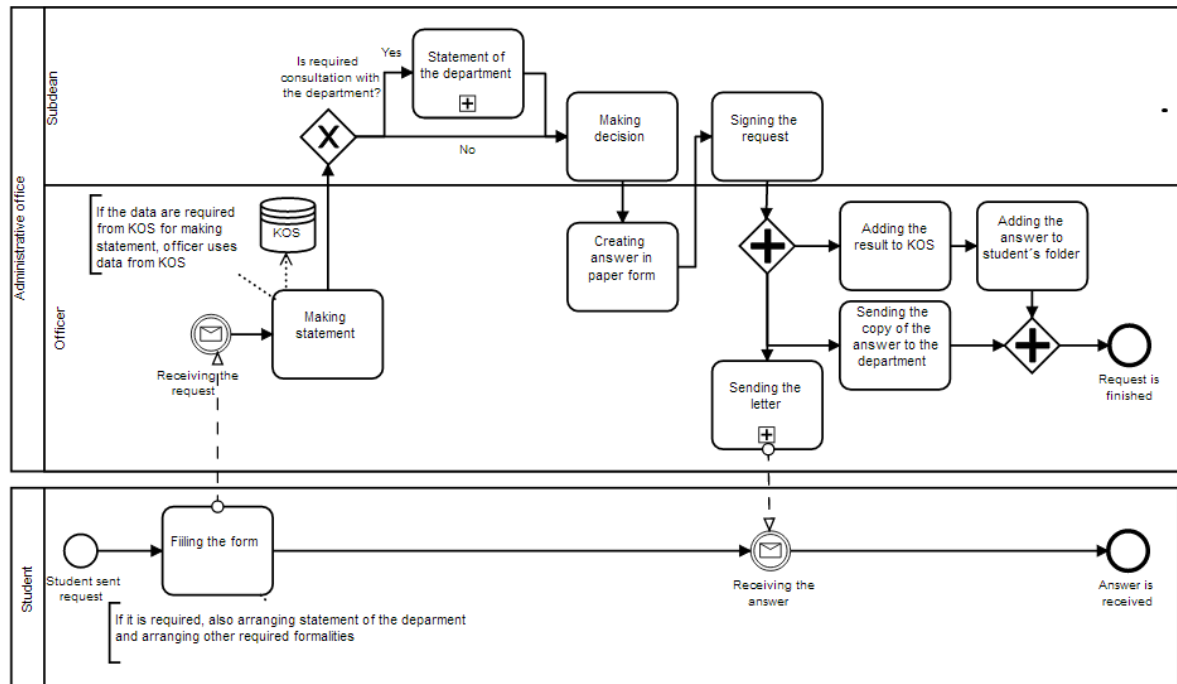 Administrative office
Subdean
Is required
consultation with
the department?
Yes
No
Statement of
the department
Making
decision
Signing the
request
Officer
If the data are required
from KOS for making
statement, officer uses
data from KOS
KOS
Making
statement
Receiving the
request
Creating
answer in
paper form
Adding the
result to KOS
Adding the
answer to
student´s folder
Sending the
copy of the
answer to the
department
Sending the
letter
Request is
finished
Student
Student sent
request
Fiiling the form
If it is required, also arranging statement of the deparment
and arranging other required formalities
Receiving the
answer
Answer is
received